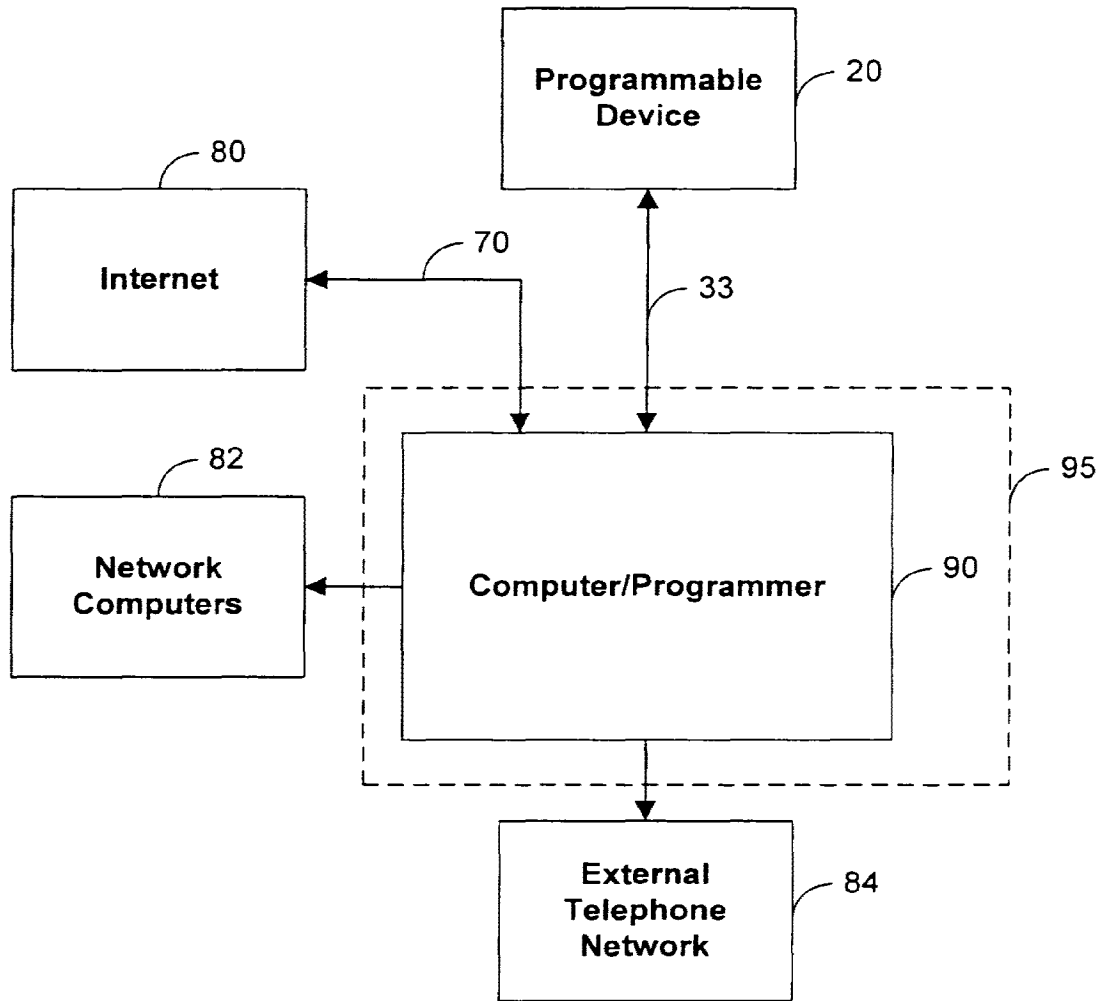 Programmable
Device
20
80
Internet
70
33
82
Network
Computers
95
Computer/Programmer
90
External
Telephone
Network
84